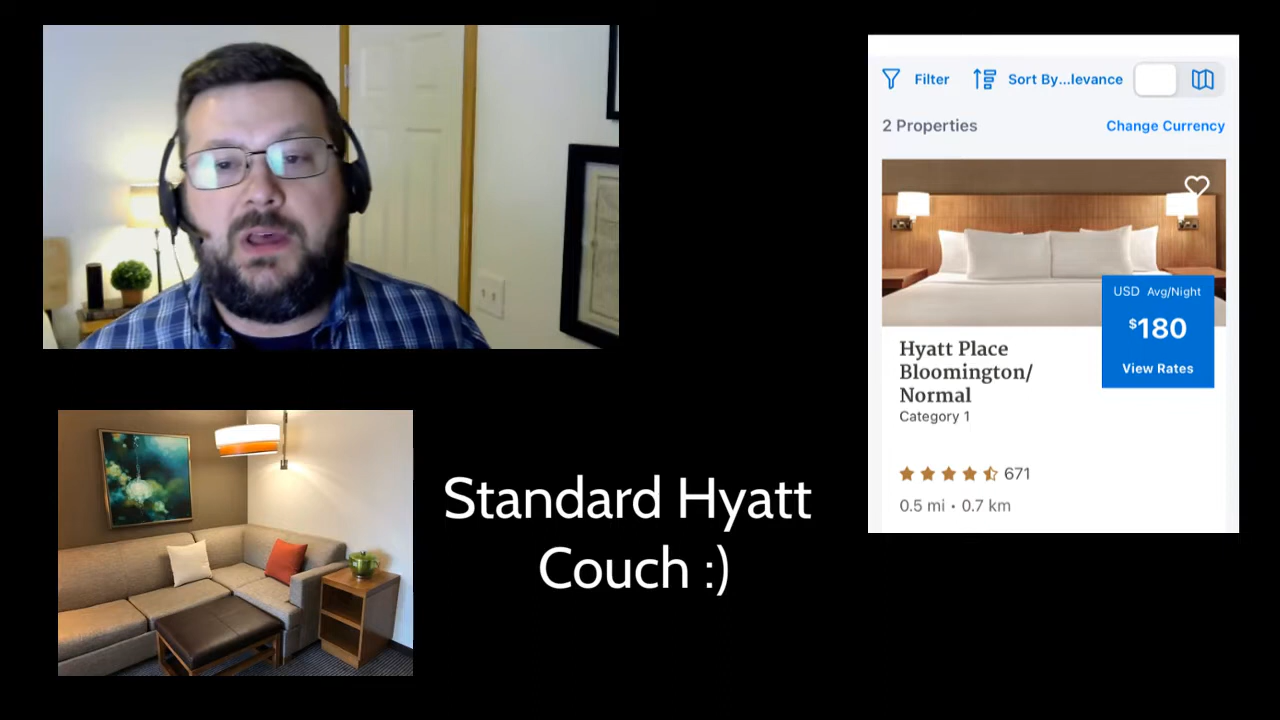 Filter
Sort By...levance
2 Properties
Change Currency
USD Avg/Night
$180
View Rates
Hyatt Place
Bloomington/
Normal
Category 1
671
0.5 mi • 0.7 km
Standard Hyatt
Couch :)